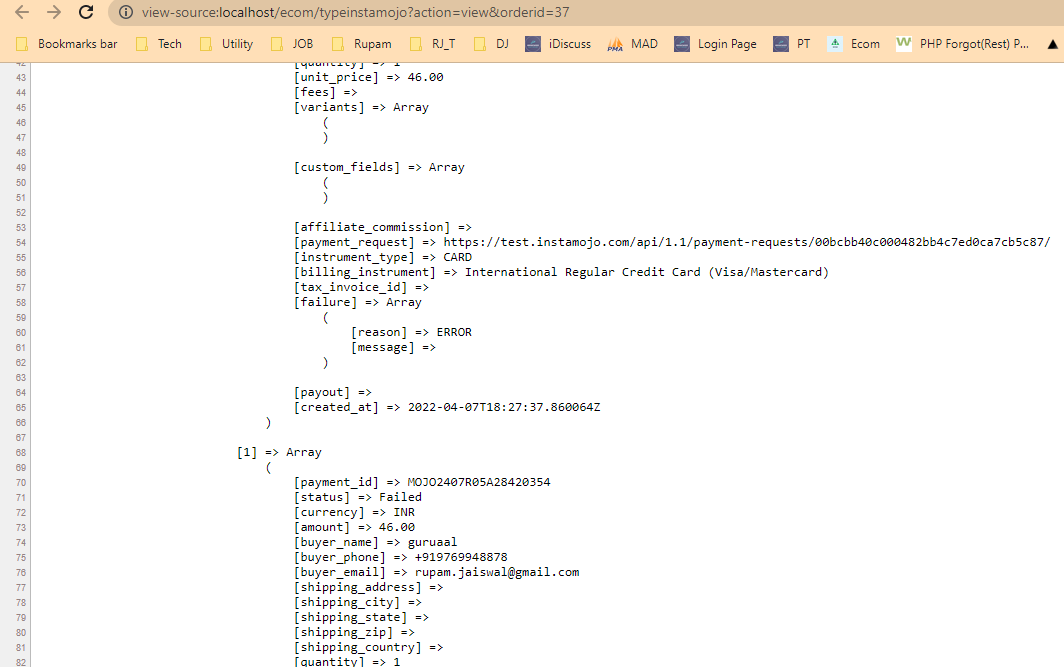 view-source:localhost/ecom/typeinstamojo?action=view&orderid=37
Bookmarks bar Tech Utility JOB Rupam RJ_T DJ iDiscuss PMA MAD Login Page PT Ecom W PHP Forgot(Rest) P...
42 [quantity] => 1
43 [unit_price] => 46.00
44 [fees] =>
45 [variants] => Array
46 (
47 )
48
49 [custom_fields] => Array
50 (
51 )
52
53 [affiliate_commission] =>
54 [payment_request] => https://test.instamojo.com/api/1.1/payment-requests/00bcbb40c000482bb4c7ed0ca7cb5c87/
55 [instrument_type] => CARD
56 [billing_instrument] => International Regular Credit Card (Visa/Mastercard)
57 [tax_invoice_id] =>
58 [failure] => Array
59 (
60 [reason] => ERROR
61 [message] =>
62 )
63
64 [payout] =>
65 [created_at] => 2022-04-07T18:27:37.860064Z
66 )
67
68 [1] => Array
69 (
70 [payment_id] => MOJO2407R05A28420354
71 [status] => Failed
72 [currency] => INR
73 [amount] => 46.00
74 [buyer_name] => guruaal
75 [buyer_phone] => +919769948878
76 [buyer_email] => rupam.jaiswal@gmail.com
77 [shipping_address] =>
78 [shipping_city] =>
79 [shipping_state] =>
80 [shipping_zip] =>
81 [shipping_country] =>
82 [quantity] => 1